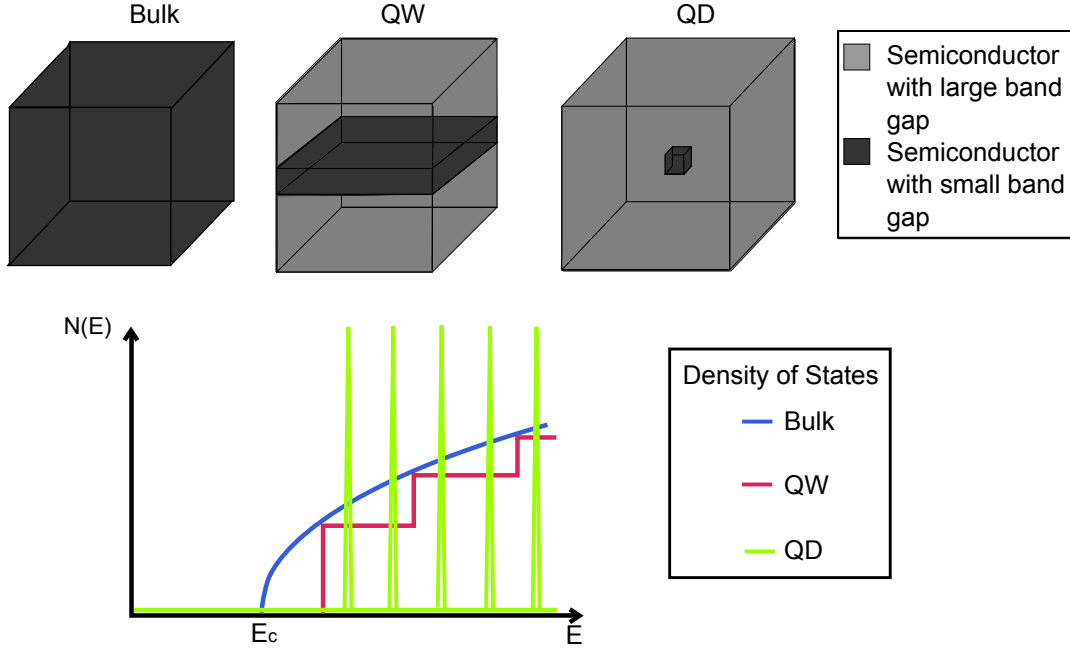 Bulk
QW
QD
Semiconductor
with large band
gap
Semiconductor
with small band
gap
N(E)
Density of States
Bulk
QW
QD
Ec
E